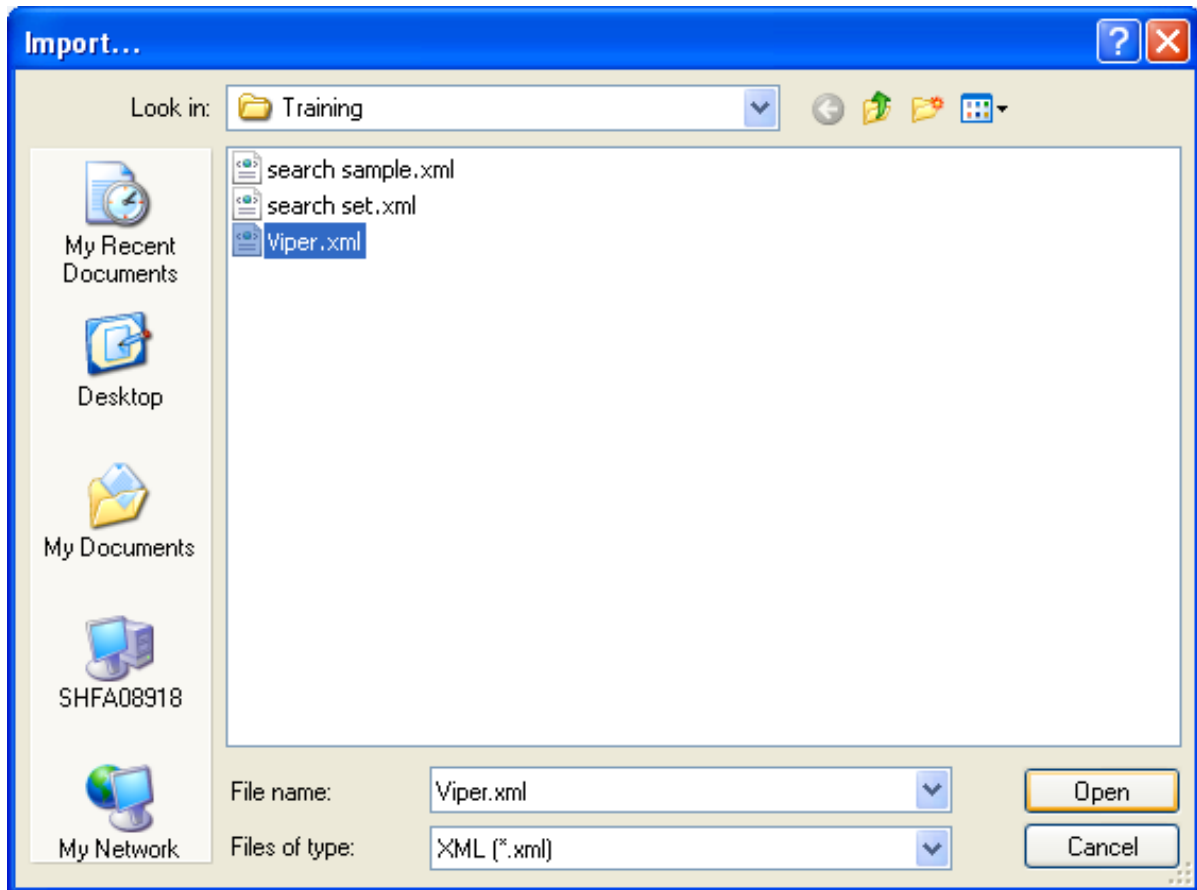 Import...
Look in:
Training
search sample.xml
search set.xml
Viper.xml
My Recent
Documents
Desktop
My Documents
SHFA08918
My Network
File name:
Viper.xml
Open
Files of type:
XML (*.xml)
Cancel